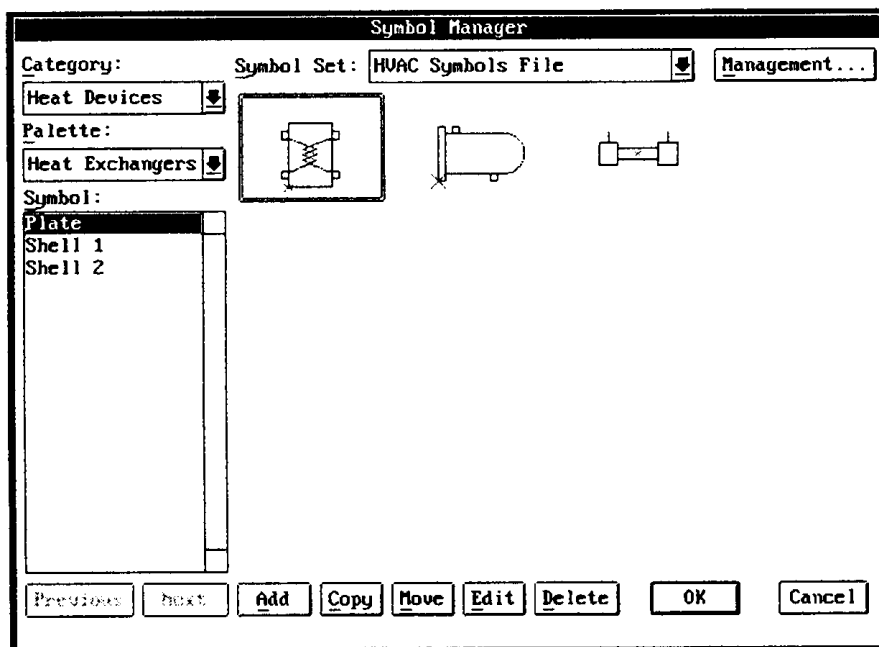 Symbol Manager
Category:
Symbol Set: HVAC Symbols File
Management...
Heat Devices
Palette:
Heat Exchangers
Symbol:
Plate
Shell 1
Shell 2
Previous Next Add Copy Move Edit Delete OK Cancel